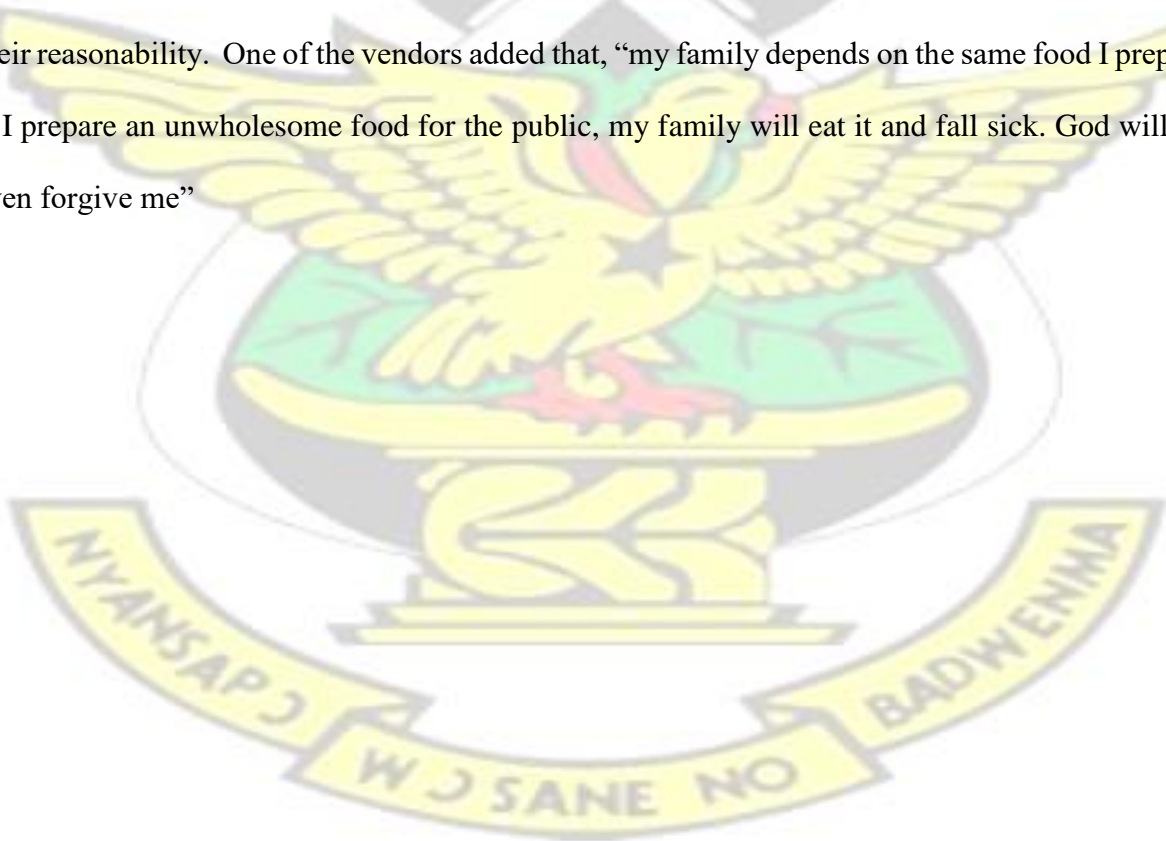 eir reasonability. One of the vendors added that, “my family depends on the same food I prep
I prepare an unwholesome food for the public, my family will eat it and fall sick. God will
en forgive me”
NYANSAPƆ
WƆSANE NO
BADWENMA